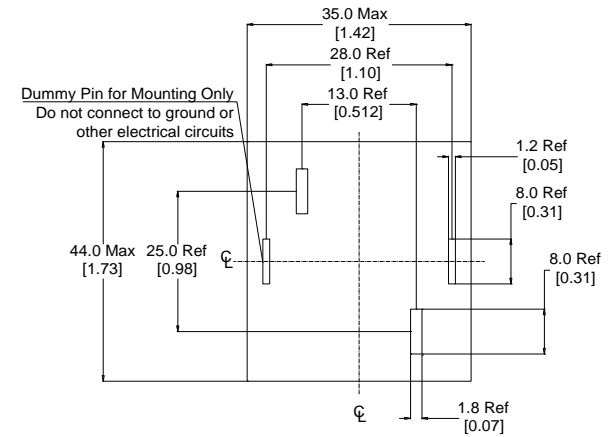 35.0 Max
[1.42]
28.0 Ref
[1.10]
Dummy Pin for Mounting Only
Do not connect to ground or
other electrical circuits
13.0 Ref
[0.512]
1.2 Ref
[0.05]
8.0 Ref
[0.31]
44.0 Max
[1.73]
25.0 Ref
[0.98]
℄
8.0 Ref
[0.31]
℄
1.8 Ref
[0.07]